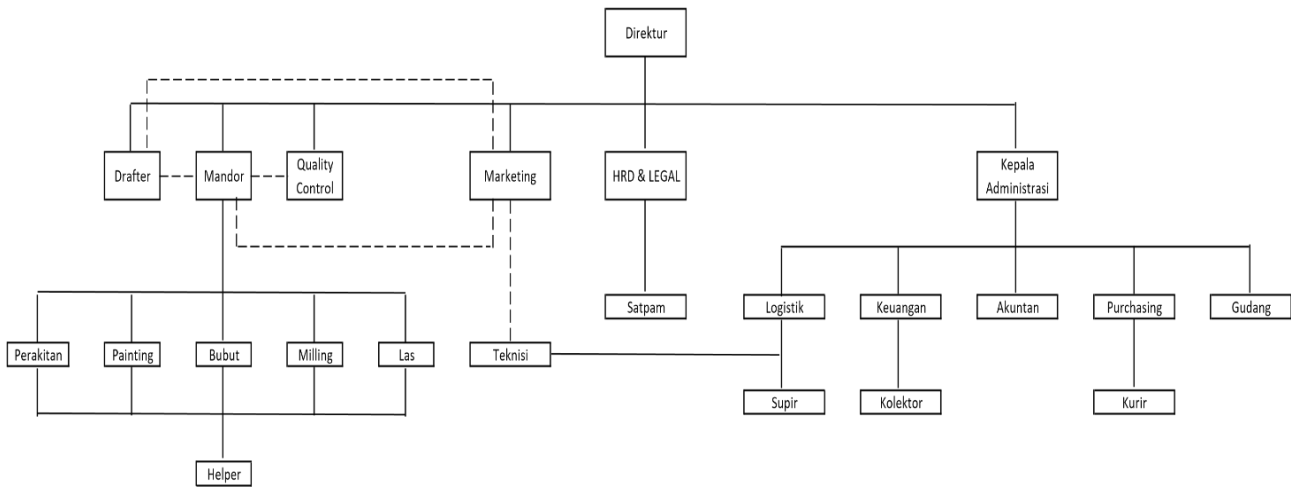 Direktur
Drafter
Mandor
Quality
Control
Marketing
HRD & LEGAL
Kepala
Administrasi
Satpam
Logistik
Keuangan
Akuntan
Purchasing
Gudang
Perakitan
Painting
Bubut
Milling
Las
Teknisi
Supir
Kolektor
Kurir
Helper